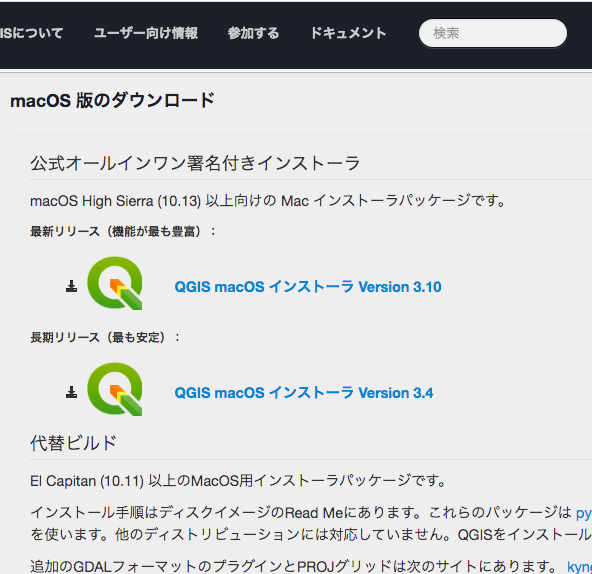 ISについて ユーザー向け情報 参加する ドキュメント 検索
macOS 版のダウンロード
公式オールインワン署名付きインストーラ
macOS High Sierra (10.13) 以上向けの Mac インストーラパッケージです。
最新リリース（機能が最も豊富）：
QGIS macOS インストーラ Version 3.10
長期リリース（最も安定）：
QGIS macOS インストーラ Version 3.4
代替ビルド
El Capitan (10.11) 以上のMacOS用インストーラパッケージです。
インストール手順はディスクイメージのRead Meにあります。これらのパッケージは py
を使います。他のディストリビューションには対応していません。QGISをインストール
追加のGDALフォーマットのプラグインとPROJグリッドは次のサイトにあります。 kyng